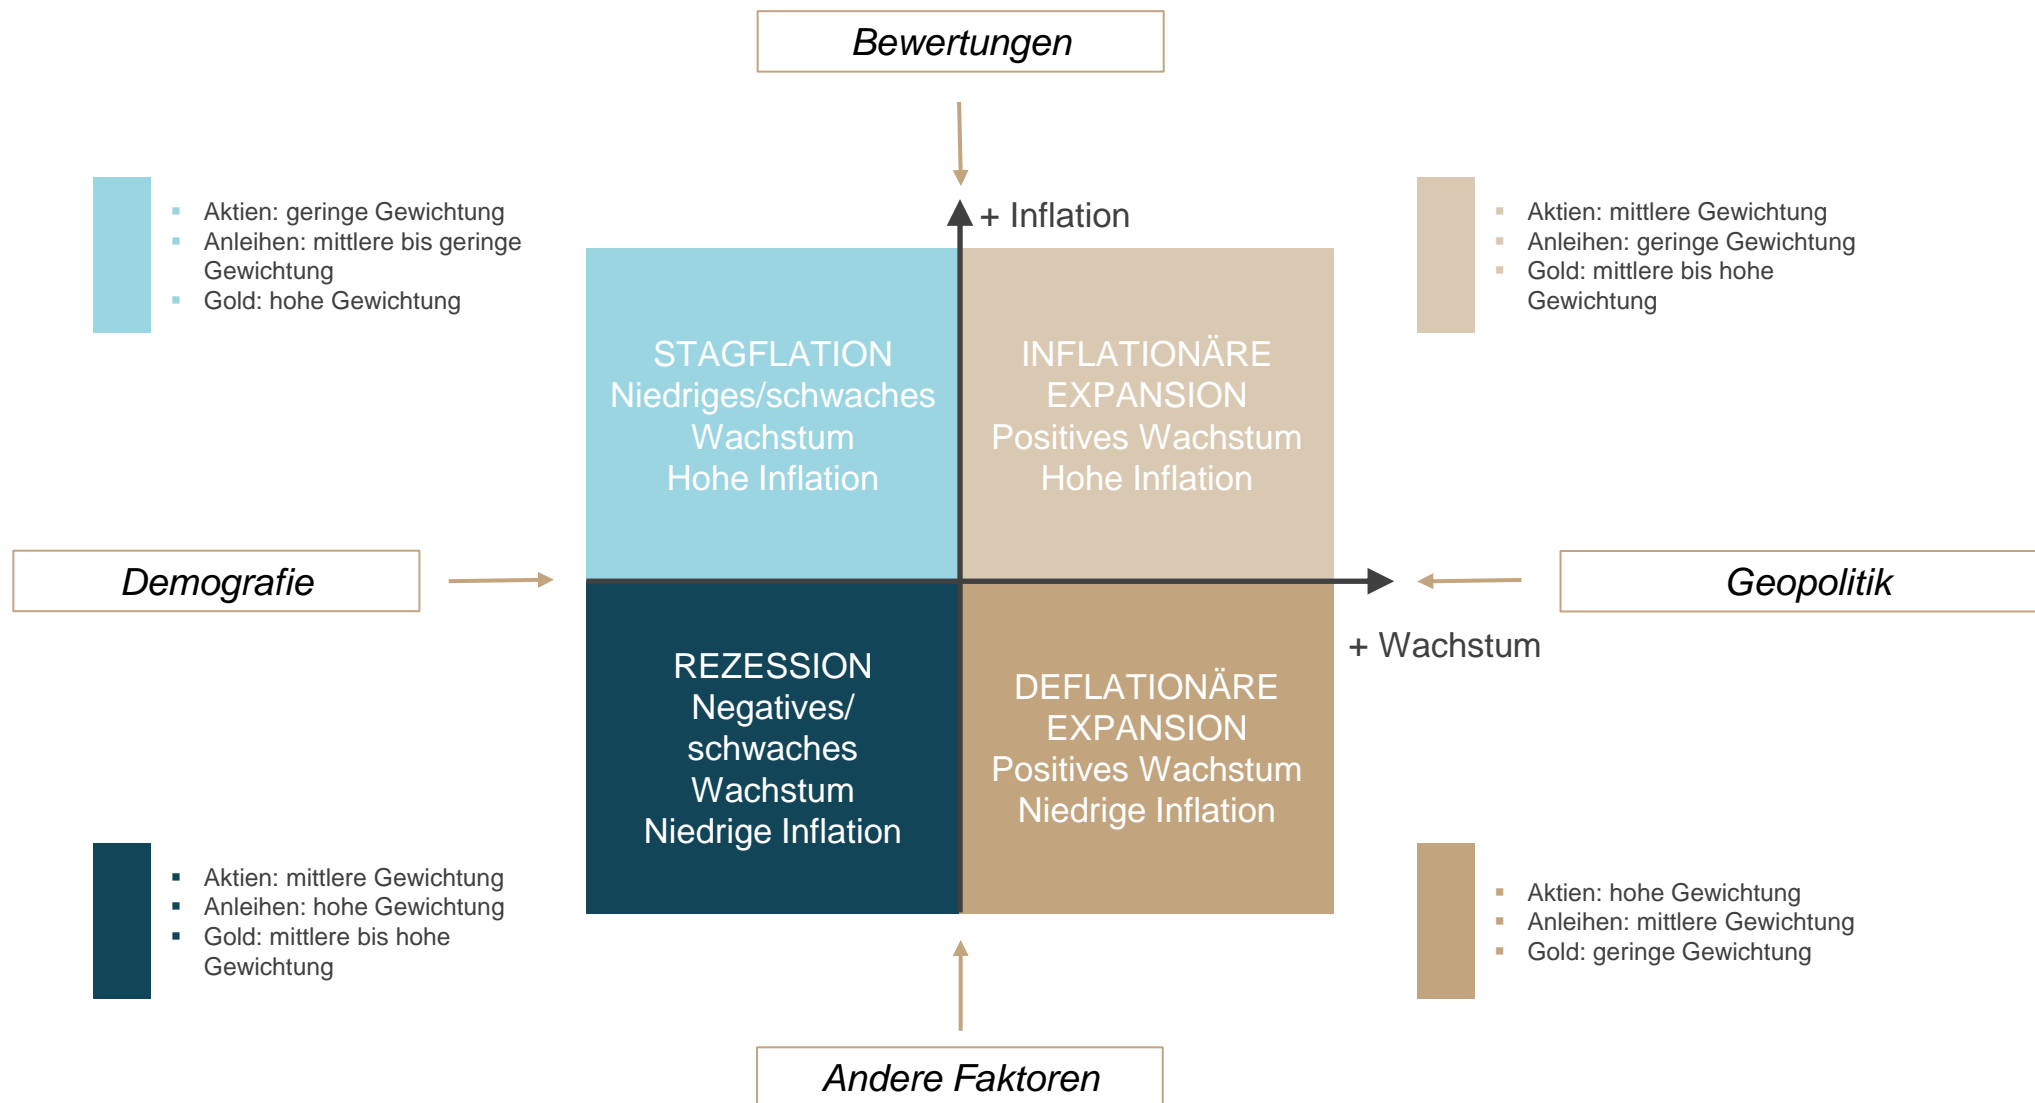 Bewertungen
+ Inflation
Aktien: geringe Gewichtung
Anleihen: mittlere bis geringe
Gewichtung
Gold: hohe Gewichtung
Aktien: mittlere Gewichtung
Anleihen: geringe Gewichtung
Gold: mittlere bis hohe
Gewichtung
STAGFLATION
Niedriges/schwaches
Wachstum
Hohe Inflation
INFLATIONÄRE
EXPANSION
Positives Wachstum
Hohe Inflation
Demografie
Geopolitik
+ Wachstum
REZESSION
Negatives/
schwaches
Wachstum
Niedrige Inflation
DEFLATIONÄRE
EXPANSION
Positives Wachstum
Niedrige Inflation
Aktien: mittlere Gewichtung
Anleihen: hohe Gewichtung
Gold: mittlere bis hohe
Gewichtung
Aktien: hohe Gewichtung
Anleihen: mittlere Gewichtung
Gold: geringe Gewichtung
Andere Faktoren